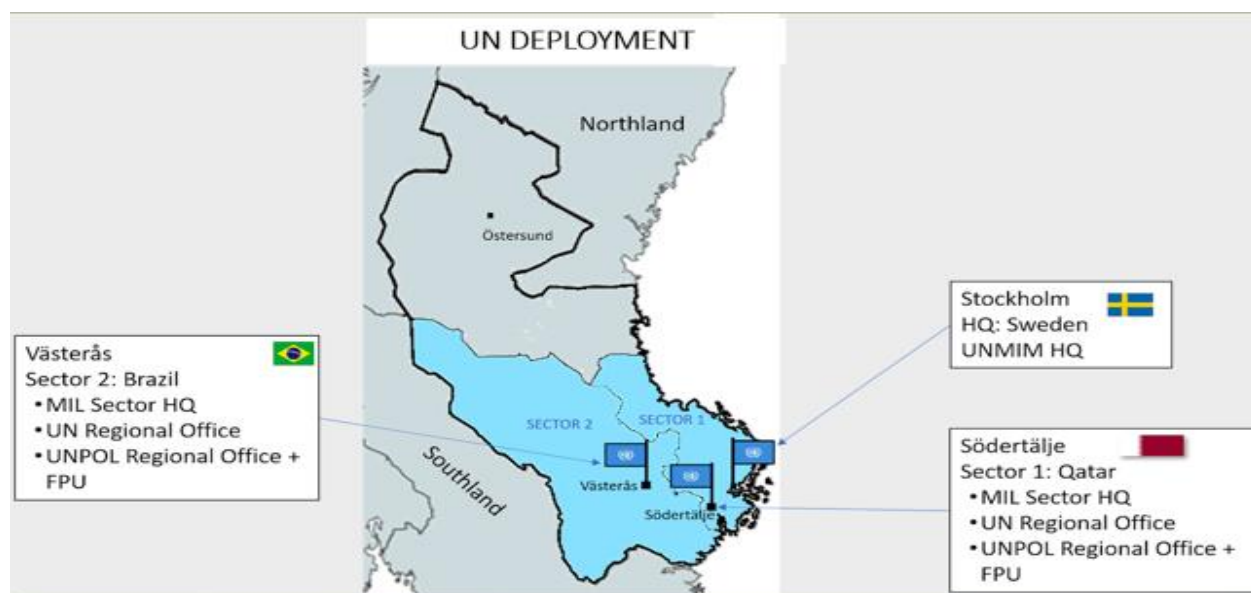 UN DEPLOYMENT
Northland
Östersund
Stockholm
HQ: Sweden
UNMIM HQ
Västerås
Sector 2: Brazil
•MIL Sector HQ
•UN Regional Office
•UNPOL Regional Office +
FPU
SECTOR 2
SECTOR 1
Southland
Västerås
Södertälje
Södertälje
Sector 1: Qatar
•MIL Sector HQ
•UN Regional Office
•UNPOL Regional Office +
FPU